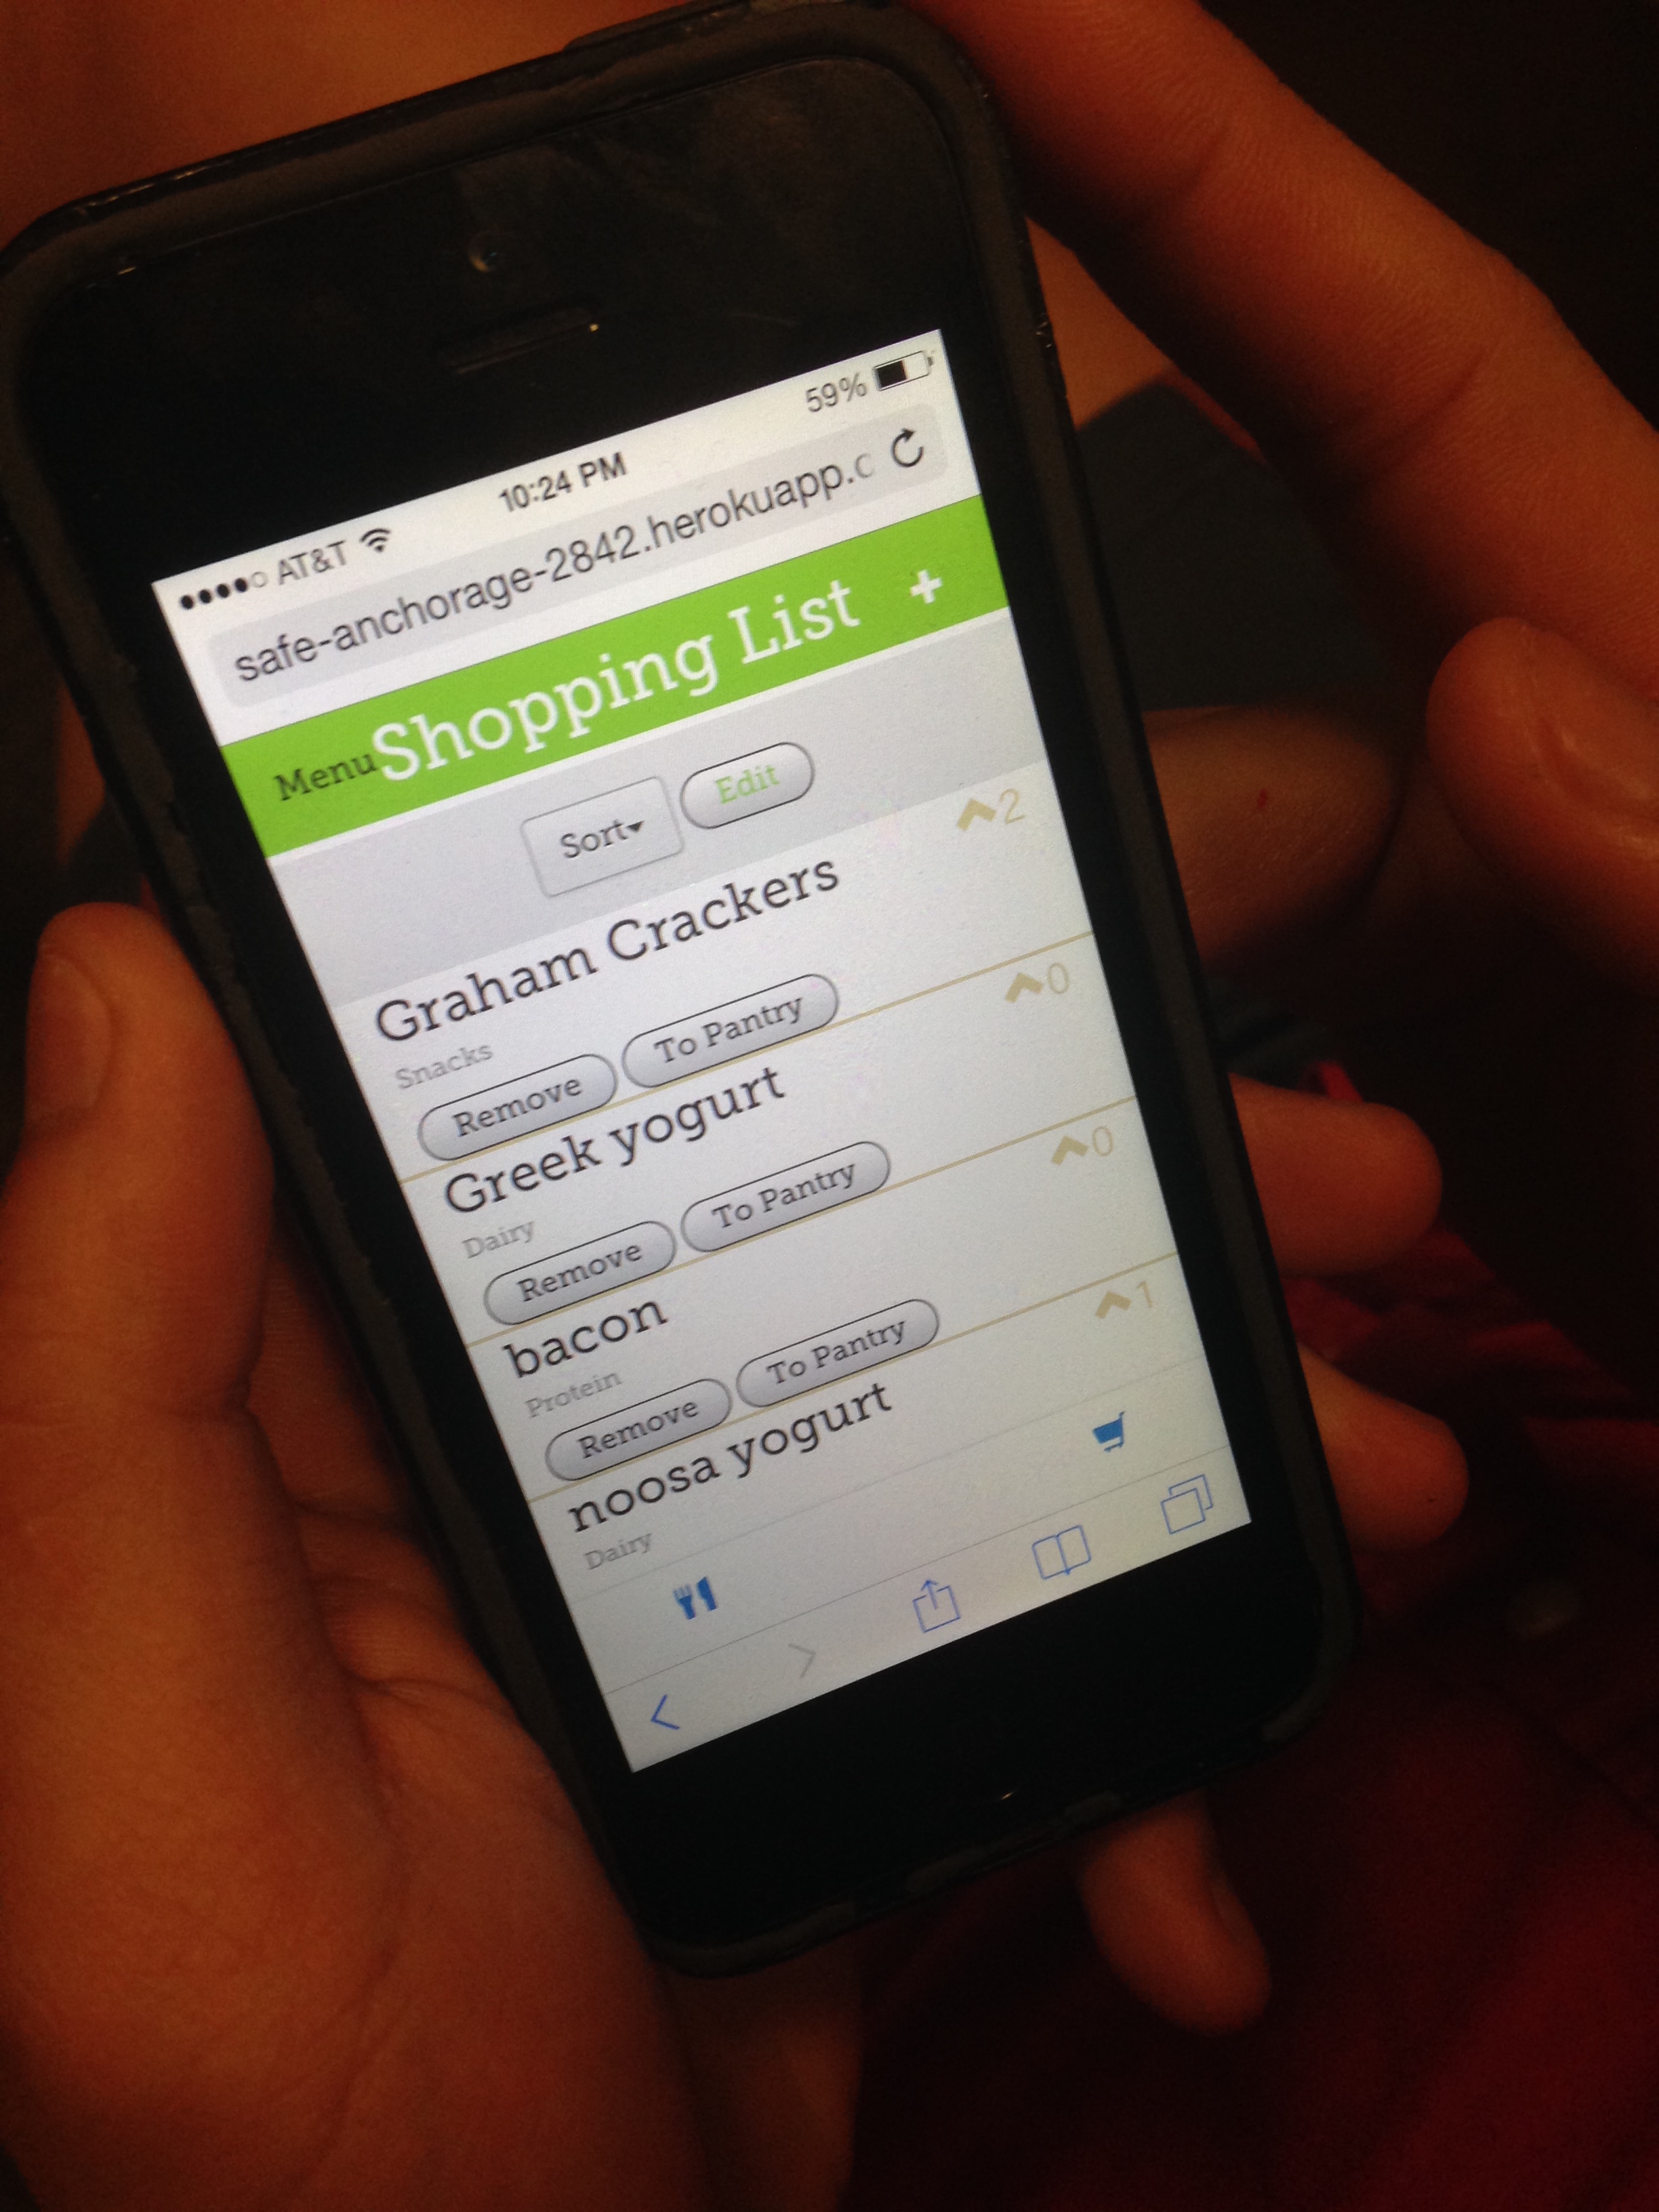 AT&T 10:24 PM 59%
safe-anchorage-2842.herokuapp.c
Menu Shopping List +
Sort Edit
Graham Crackers 2
Snacks
Remove To Pantry
Greek yogurt 0
Dairy
Remove To Pantry
bacon 0
Protein
Remove To Pantry
noosa yogurt 1
Dairy